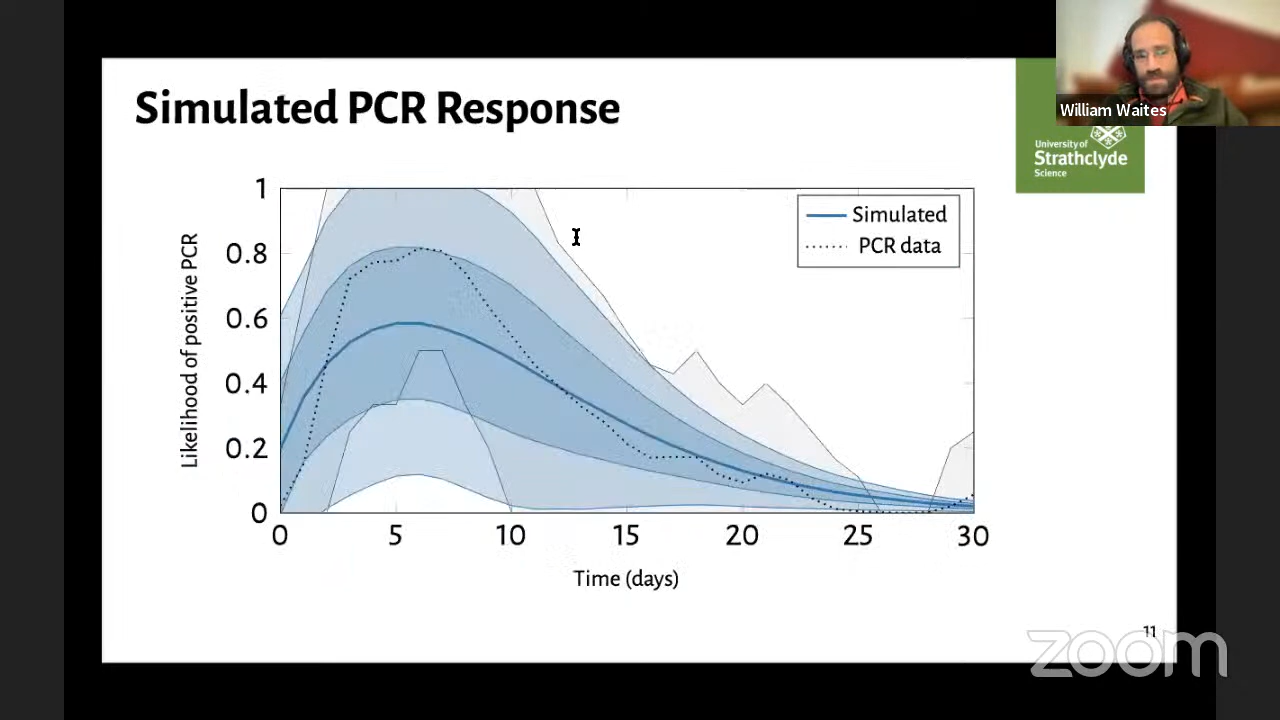 Simulated PCR Response
William Waites
University of
Strathclyde
Science
Simulated
PCR data
Likelihood of positive PCR
1
0.8
0.6
0.4
0.2
0
0 5 10 15 20 25 30
Time (days)
11
zoom